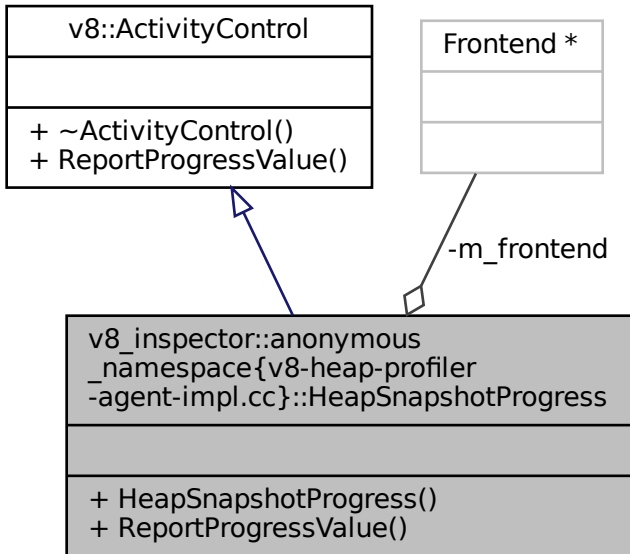 v8::ActivityControl
+ ~ActivityControl()
+ ReportProgressValue()
Frontend *
-m_frontend
v8_inspector::anonymous
_namespace{v8-heap-profiler
-agent-impl.cc}::HeapSnapshotProgress
+ HeapSnapshotProgress()
+ ReportProgressValue()